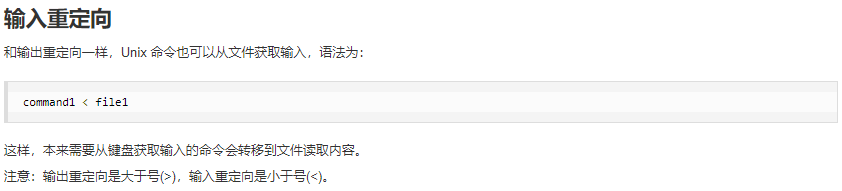 输入重定向
和输出重定向一样，Unix 命令也可以从文件获取输入，语法为：
command1 < file1
这样，本来需要从键盘获取输入的命令会转移到文件读取内容。
注意：输出重定向是大于号(>)，输入重定向是小于号(<)。